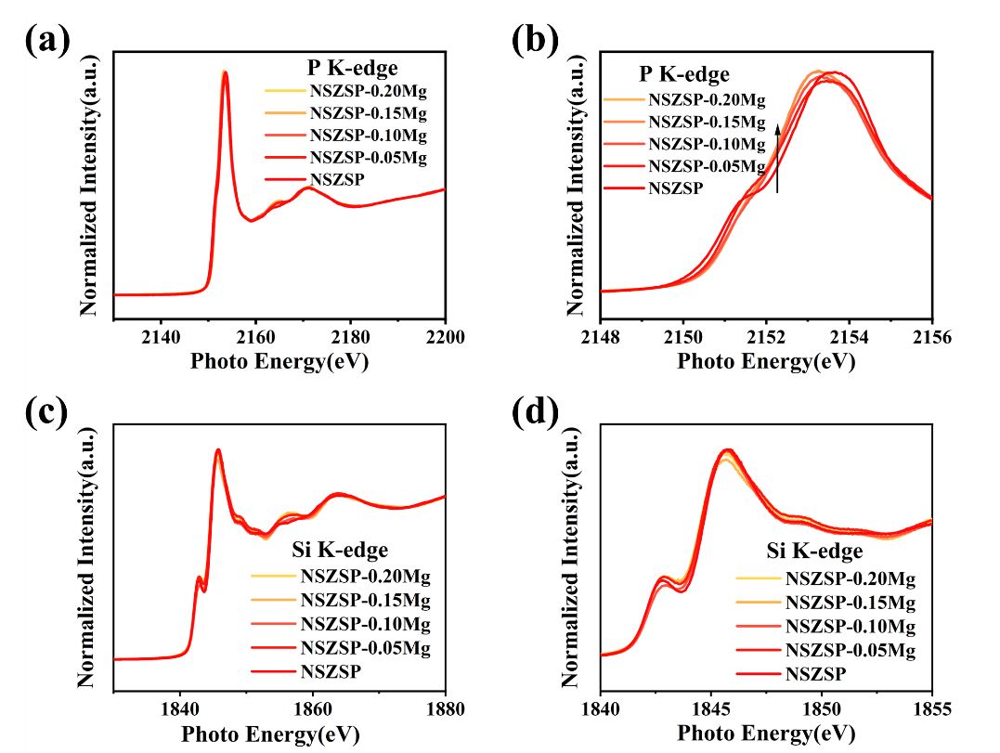 (a)
Normalized Intensity(a.u.)
P K-edge
NSZSP-0.20Mg
NSZSP-0.15Mg
NSZSP-0.10Mg
NSZSP-0.05Mg
NSZSP
2140 2160 2180 2200
Photo Energy(eV)
(b)
Normalized Intensity(a.u.)
P K-edge
NSZSP-0.20Mg
NSZSP-0.15Mg
NSZSP-0.10Mg
NSZSP-0.05Mg
NSZSP
2148 2150 2152 2154 2156
Photo Energy(eV)
(c)
Normalized Intensity(a.u.)
Si K-edge
NSZSP-0.20Mg
NSZSP-0.15Mg
NSZSP-0.10Mg
NSZSP-0.05Mg
NSZSP
1840 1860 1880
Photo Energy(eV)
(d)
Normalized Intensity(a.u.)
Si K-edge
NSZSP-0.20Mg
NSZSP-0.15Mg
NSZSP-0.10Mg
NSZSP-0.05Mg
NSZSP
1840 1845 1850 1855
Photo Energy(eV)